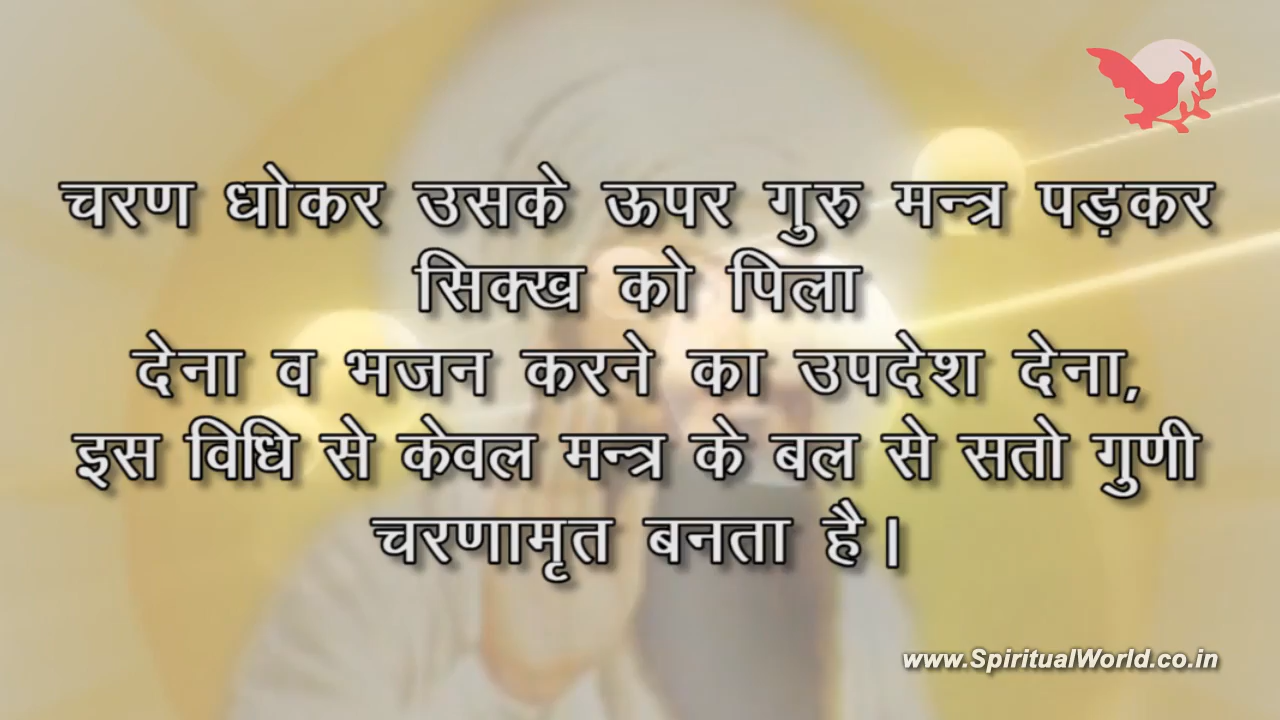 चरण धोकर उसके ऊपर गुरु मन्त्र पड़कर
सिक्ख को पिला
देना व भजन करने का उपदेश देना,
इस विधि से केवल मन्त्र के बल से सतो गुणी
चरणामृत बनता है।
www.SpiritualWorld.co.in